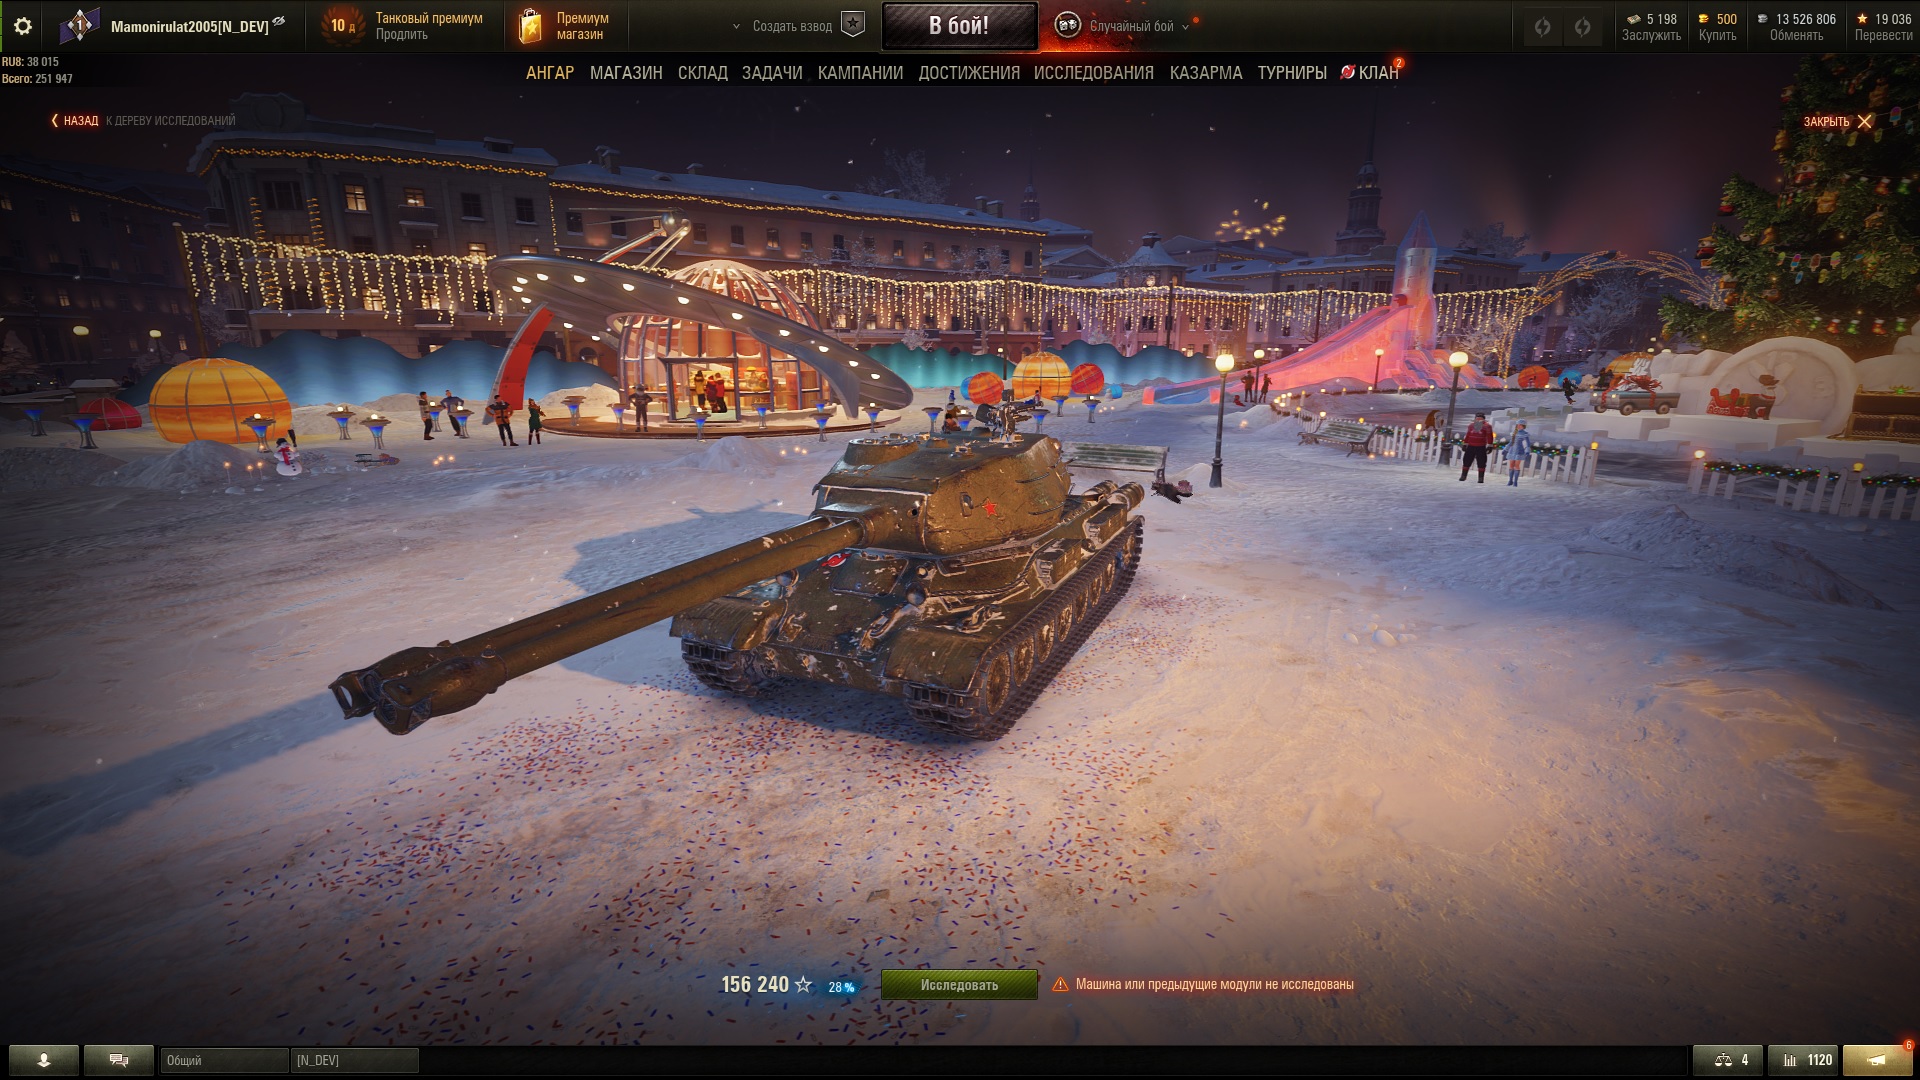 Mamonirulat2005[N_DEV]
10 д
Танковый премиум
Продлить
Премиум магазин
Создать взвод
В бой!
Случайный бой
5 198
Заслужить
500
Купить
13 526 806
Обменять
19 036
Перевести
RU8: 38 015
Всего: 251 947
АНГАР МАГАЗИН СКЛАД ЗАДАЧИ КАМПАНИИ ДОСТИЖЕНИЯ ИССЛЕДОВАНИЯ КАЗАРМА ТУРНИРЫ КЛАН 2
НАЗАД К ДЕРЕВУ ИССЛЕДОВАНИЙ
ЗАКРЫТЬ
156 240 28 % Исследовать Машина или предыдущие модули не исследованы
Общий [N_DEV] 4 1120 6